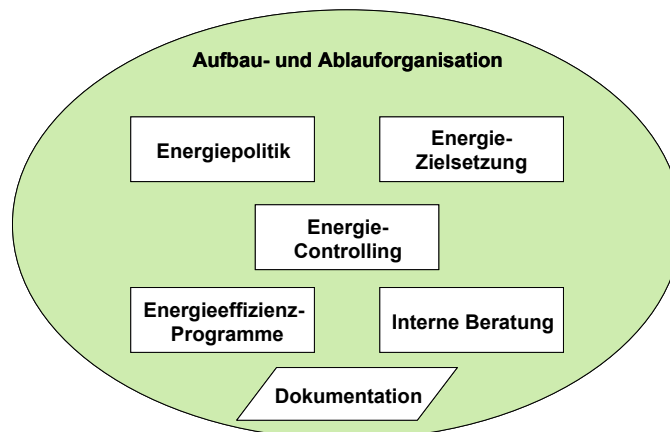 Aufbau- und Ablauforganisation
Energiepolitik
Energie-
Zielsetzung
Energie-
Controlling
Energieeffizienz-
Programme
Interne Beratung
Dokumentation